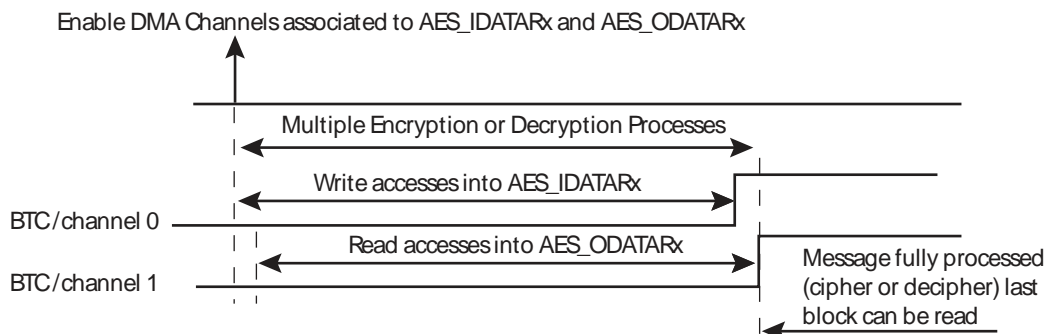 Enable DMA Channels associated to AES_IDATARx and AES_ODATARx
Multiple Encryption or Decryption Processes
Write accesses into AES_IDATARx
BTC /channel 0
Read accesses into AES_ODATARx
BTC /channel 1
Message fully processed
(cipher or decipher) last
block can be read